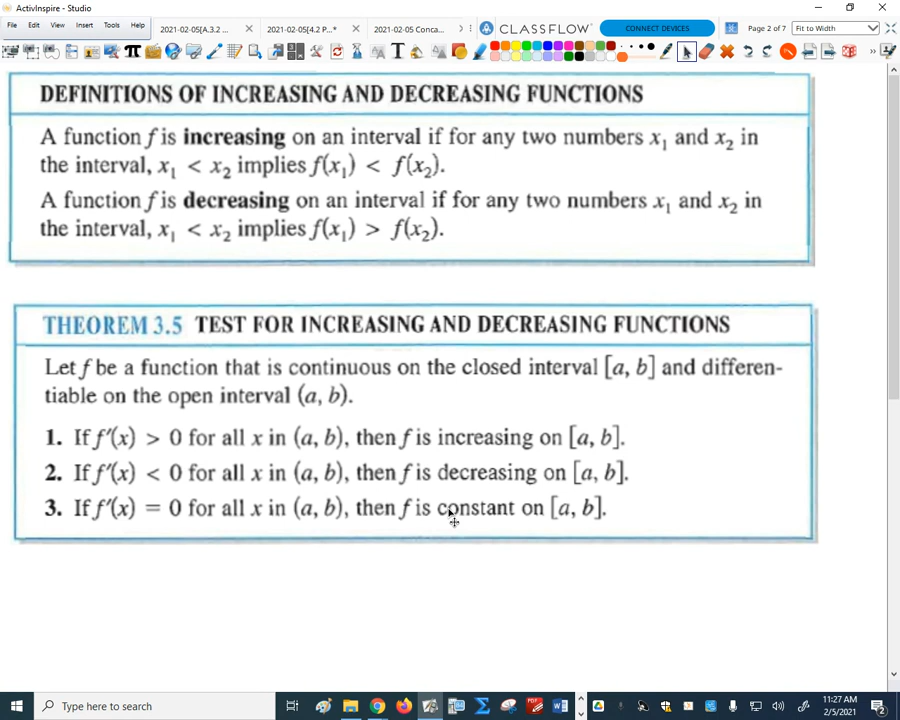 ActivInspire - Studio
File Edit View Insert Tools Help
2021-02-05[A.3.2 ...
2021-02-05[4.2 P...*
2021-02-05 Conca...
CLASSFLOW
CONNECT DEVICES
Page 2 of 7
Fit to Width
DEFINITIONS OF INCREASING AND DECREASING FUNCTIONS
A function f is increasing on an interval if for any two numbers x₁ and x₂ in
the interval, x₁ < x₂ implies f(x₁) < f(x₂).
A function f is decreasing on an interval if for any two numbers x₁ and x₂ in
the interval, x₁ < x₂ implies f(x₁) > f(x₂).
THEOREM 3.5 TEST FOR INCREASING AND DECREASING FUNCTIONS
Let f be a function that is continuous on the closed interval [a, b] and differen-
tiable on the open interval (a, b).
1. If f′(x) > 0 for all x in (a, b), then f is increasing on [a, b].
2. If f′(x) < 0 for all x in (a, b), then f is decreasing on [a, b].
3. If f′(x) = 0 for all x in (a, b), then f is constant on [a, b].
Type here to search
11:27 AM
2/5/2021